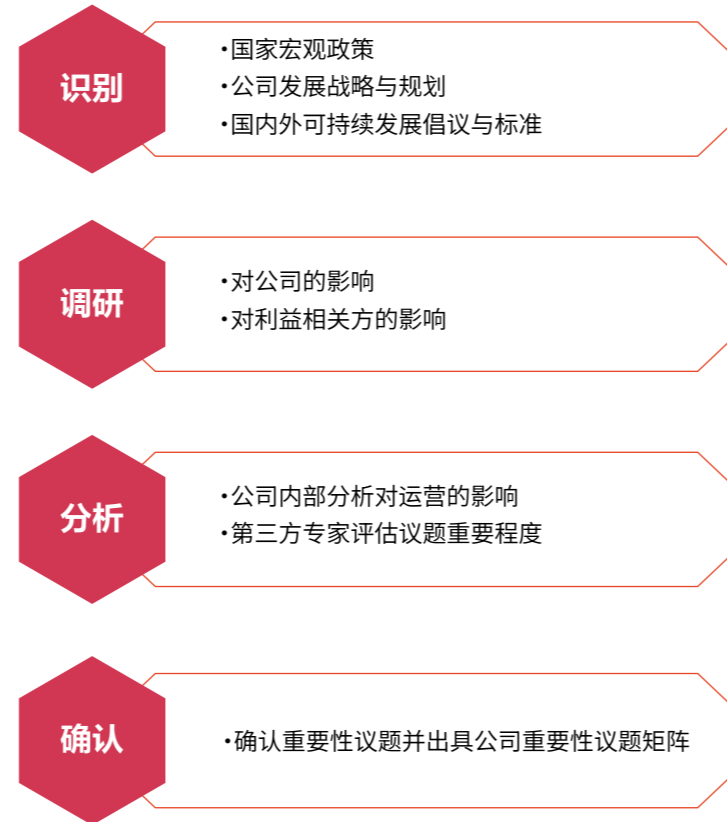 识别
·国家宏观政策
·公司发展战略与规划
·国内外可持续发展倡议与标准
调研
·对公司的影响
·对利益相关方的影响
分析
·公司内部分析对运营的影响
·第三方专家评估议题重要程度
确认
·确认重要性议题并出具公司重要性议题矩阵